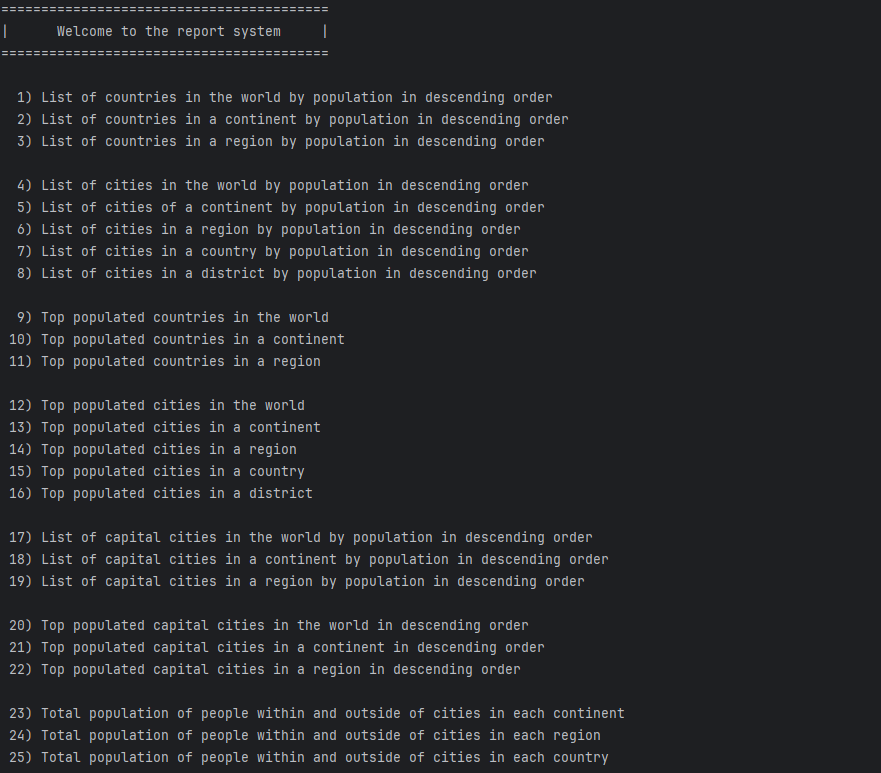 =========================================
|      Welcome to the report system     |
=========================================
1) List of countries in the world by population in descending order
2) List of countries in a continent by population in descending order
3) List of countries in a region by population in descending order
4) List of cities in the world by population in descending order
5) List of cities of a continent by population in descending order
6) List of cities in a region by population in descending order
7) List of cities in a country by population in descending order
8) List of cities in a district by population in descending order
9) Top populated countries in the world
10) Top populated countries in a continent
11) Top populated countries in a region
12) Top populated cities in the world
13) Top populated cities in a continent
14) Top populated cities in a region
15) Top populated cities in a country
16) Top populated cities in a district
17) List of capital cities in the world by population in descending order
18) List of capital cities in a continent by population in descending order
19) List of capital cities in a region by population in descending order
20) Top populated capital cities in the world in descending order
21) Top populated capital cities in a continent in descending order
22) Top populated capital cities in a region in descending order
23) Total population of people within and outside of cities in each continent
24) Total population of people within and outside of cities in each region
25) Total population of people within and outside of cities in each country